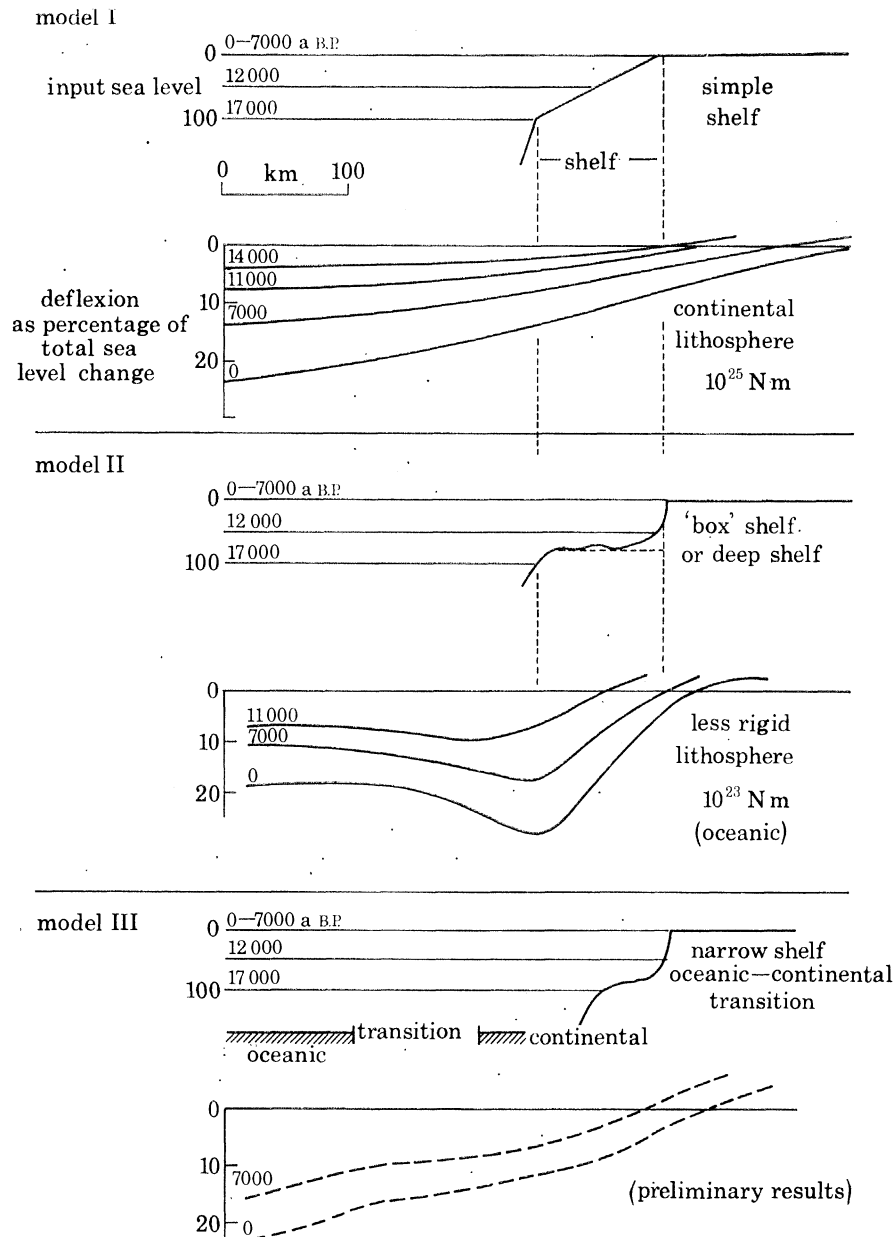 model I
0 0–7000 a B.P.
input sea level 12 000
100 17 000
simple
shelf
0 km 100
shelf
0
14 000
11 000
10
7000
20
0
deflexion
as percentage of
total sea
level change
continental
lithosphere
10²⁵ N m
model II
0 0–7000 a B.P.
12 000
100 17 000
'box' shelf
or deep shelf
0
11 000
10 7000
0
20
less rigid
lithosphere
10²³ N m
(oceanic)
model III
0 0–7000 a B.P.
12 000
100 17 000
narrow shelf
oceanic–continental
transition
transition
continental
oceanic
0
10
7000
20 0
(preliminary results)